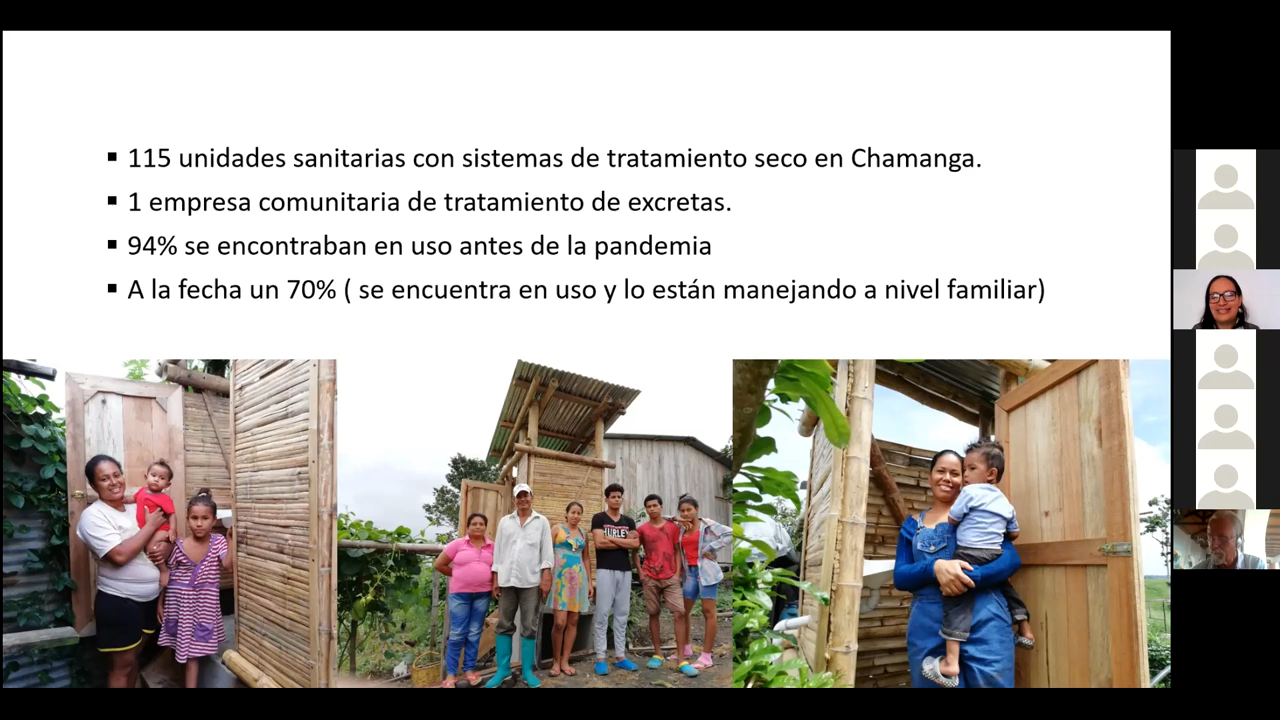 115 unidades sanitarias con sistemas de tratamiento seco en Chamanga.
1 empresa comunitaria de tratamiento de excretas.
94% se encontraban en uso antes de la pandemia
A la fecha un 70% ( se encuentra en uso y lo están manejando a nivel familiar)
HURLEY